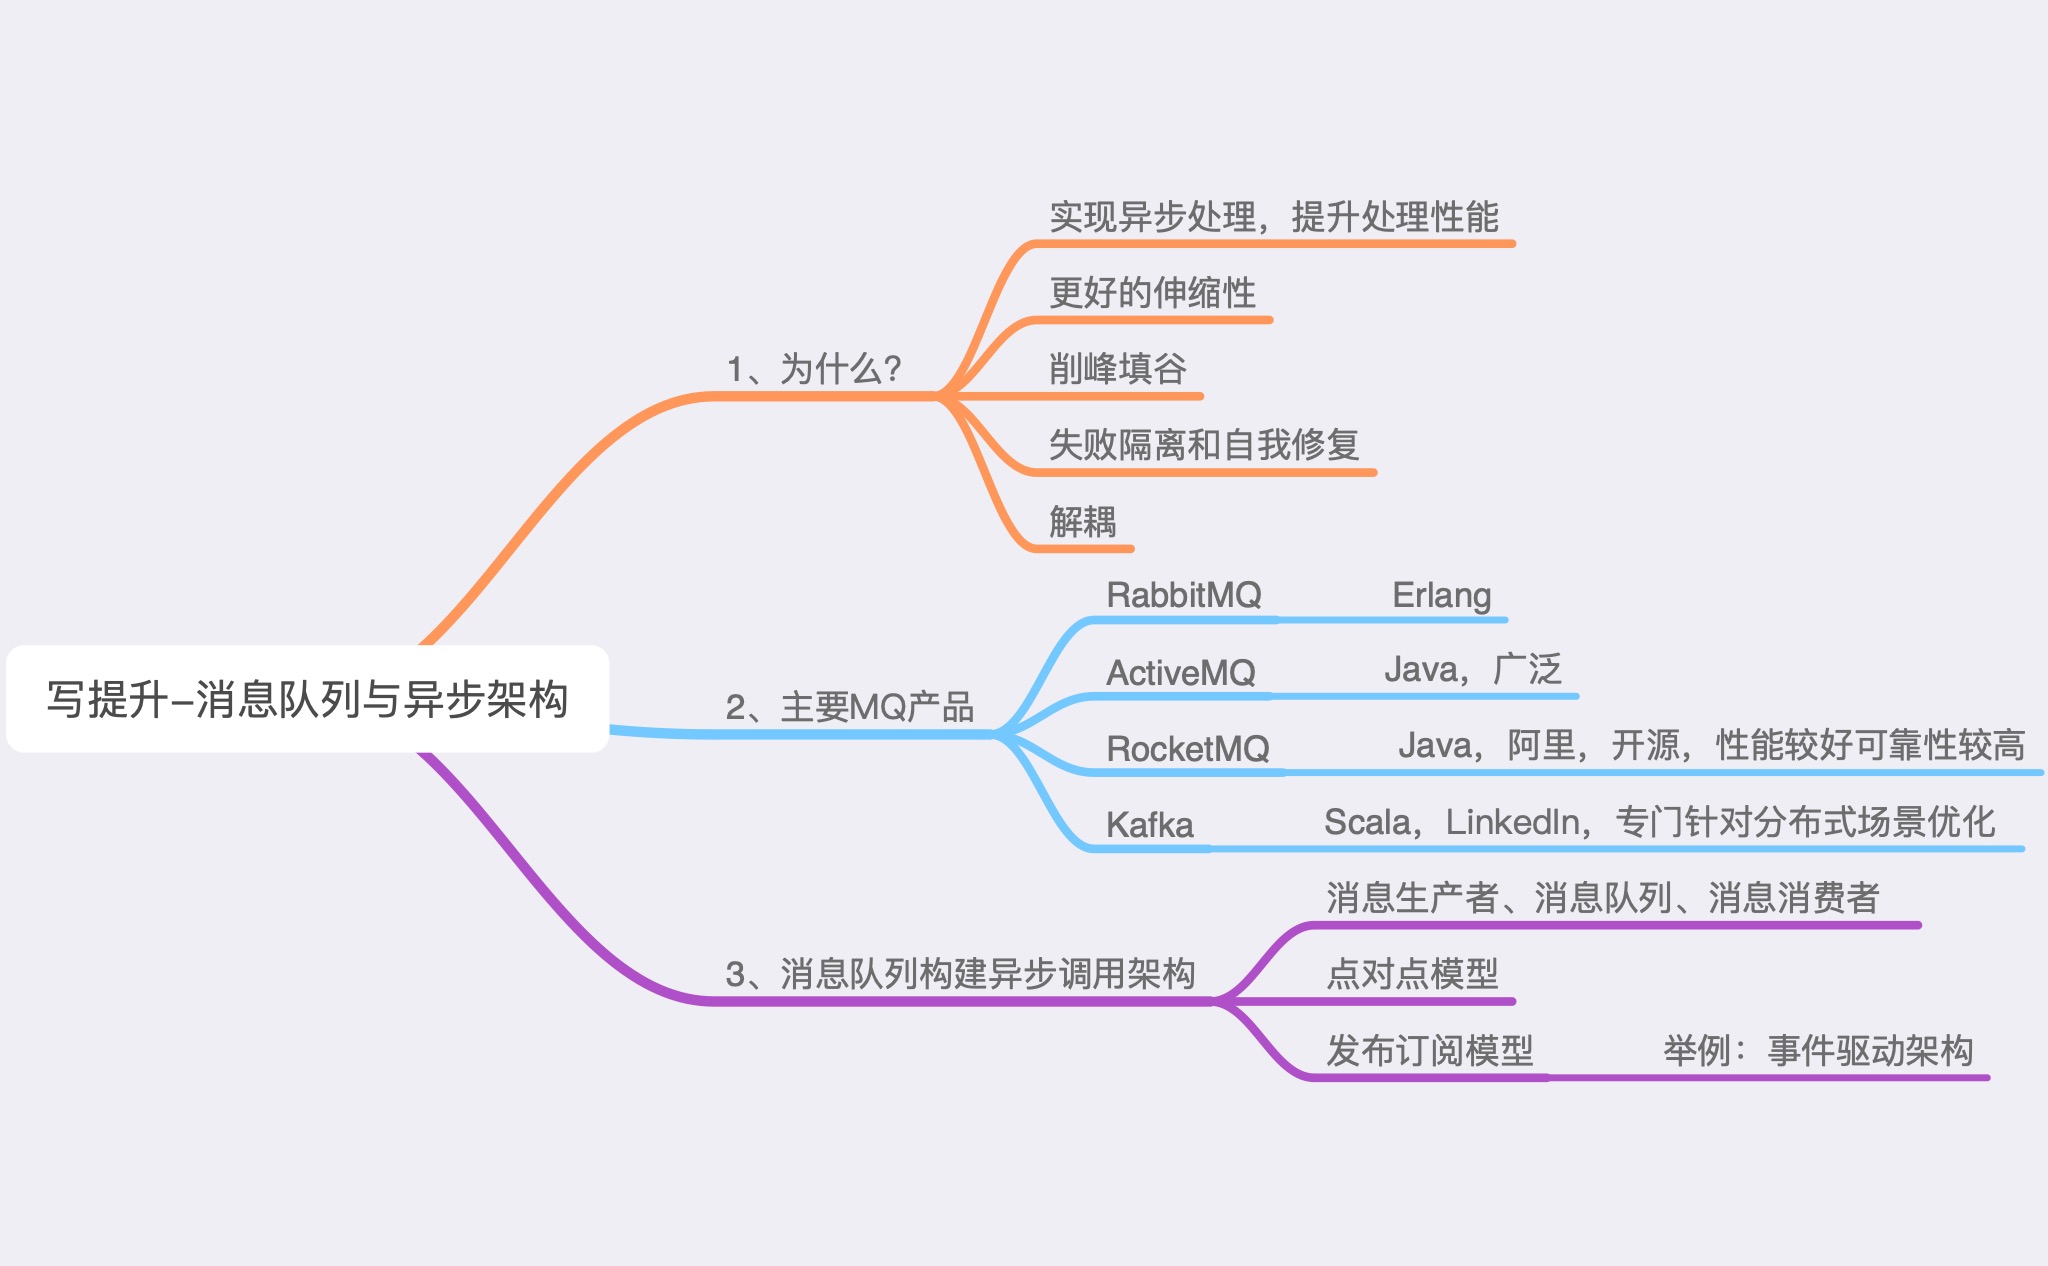 写提升-消息队列与异步架构
1、为什么?
实现异步处理，提升处理性能
更好的伸缩性
削峰填谷
失败隔离和自我修复
解耦
2、主要MQ产品
RabbitMQ
Erlang
ActiveMQ
Java，广泛
RocketMQ
Java，阿里，开源，性能较好可靠性较高
Kafka
Scala，LinkedIn，专门针对分布式场景优化
3、消息队列构建异步调用架构
消息生产者、消息队列、消息消费者
点对点模型
发布订阅模型
举例：事件驱动架构